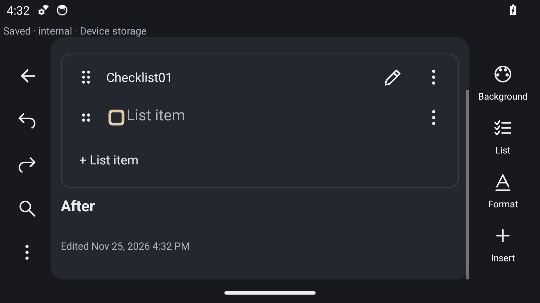 4:32
Saved · internal · Device storage
Checklist01
List item
+ List item
After
Edited Nov 25, 2026 4:32 PM
Background
List
Format
Insert